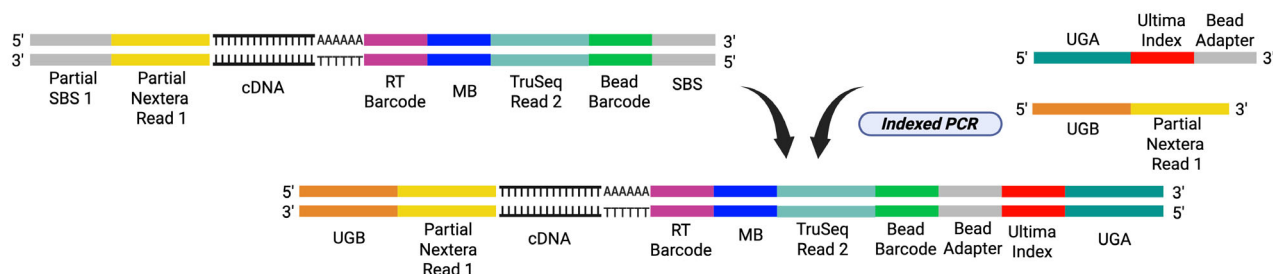 5' AAAAAA 3'
3' TTTTTT 5'
Partial
SBS 1
Partial
Nextera
Read 1
cDNA
RT
Barcode
MB
TruSeq
Read 2
Bead
Barcode
SBS
UGA
Ultima
Index
Bead
Adapter
5' 3'
5' 3'
UGB
Partial
Nextera
Read 1
Indexed PCR
5' AAAAAA 3'
3' TTTTTT 5'
UGB
Partial
Nextera
Read 1
cDNA
RT
Barcode
MB
TruSeq
Read 2
Bead
Barcode
Bead
Adapter
Ultima
Index
UGA